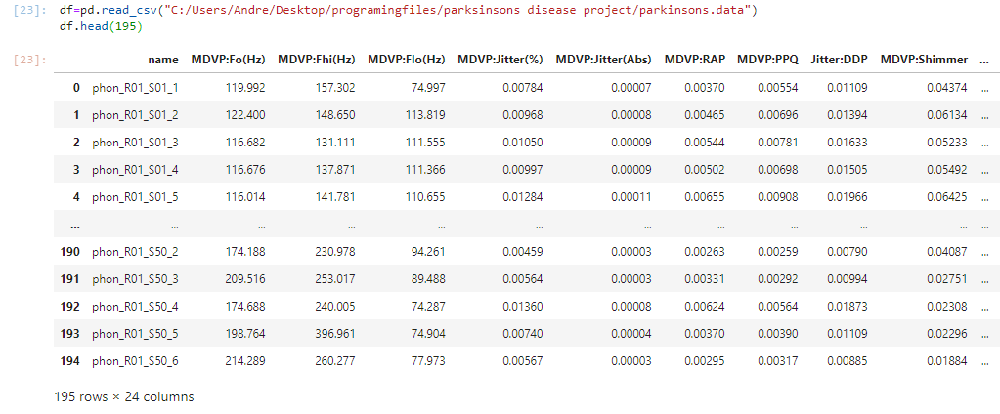 [23]: df=pd.read_csv("C:/Users/Andre/Desktop/programingfiles/parksinsons disease project/parkinsons.data")
df.head(195)
[23]: name MDVP:Fo(Hz) MDVP:Fhi(Hz) MDVP:Flo(Hz) MDVP:Jitter(%) MDVP:Jitter(Abs) MDVP:RAP MDVP:PPQ Jitter:DDP MDVP:Shimmer ...
0 phon_R01_S01_1 119.992 157.302 74.997 0.00784 0.00007 0.00370 0.00554 0.01109 0.04374 ...
1 phon_R01_S01_2 122.400 148.650 113.819 0.00968 0.00008 0.00465 0.00696 0.01394 0.06134 ...
2 phon_R01_S01_3 116.682 131.111 111.555 0.01050 0.00009 0.00544 0.00781 0.01633 0.05233 ...
3 phon_R01_S01_4 116.676 137.871 111.366 0.00997 0.00009 0.00502 0.00698 0.01505 0.05492 ...
4 phon_R01_S01_5 116.014 141.781 110.655 0.01284 0.00011 0.00655 0.00908 0.01966 0.06425 ...
... ... ... ... ... ... ... ... ... ... ... ...
190 phon_R01_S50_2 174.188 230.978 94.261 0.00459 0.00003 0.00263 0.00259 0.00790 0.04087 ...
191 phon_R01_S50_3 209.516 253.017 89.488 0.00564 0.00003 0.00331 0.00292 0.00994 0.02751 ...
192 phon_R01_S50_4 174.688 240.005 74.287 0.01360 0.00008 0.00624 0.00564 0.01873 0.02308 ...
193 phon_R01_S50_5 198.764 396.961 74.904 0.00740 0.00004 0.00370 0.00390 0.01109 0.02296 ...
194 phon_R01_S50_6 214.289 260.277 77.973 0.00567 0.00003 0.00295 0.00317 0.00885 0.01884 ...
195 rows × 24 columns